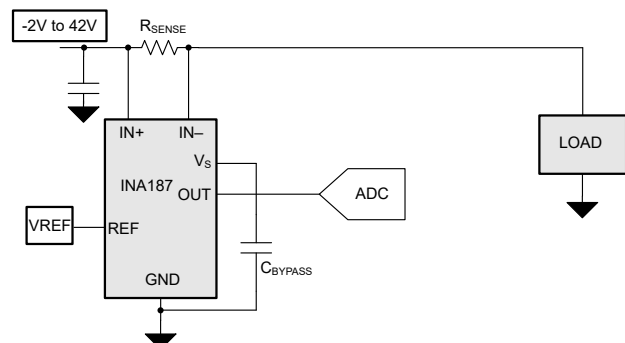 -2V to 42V
RSENSE
IN+
IN–
VS
INA187
OUT
ADC
LOAD
VREF
REF
GND
CBYPASS